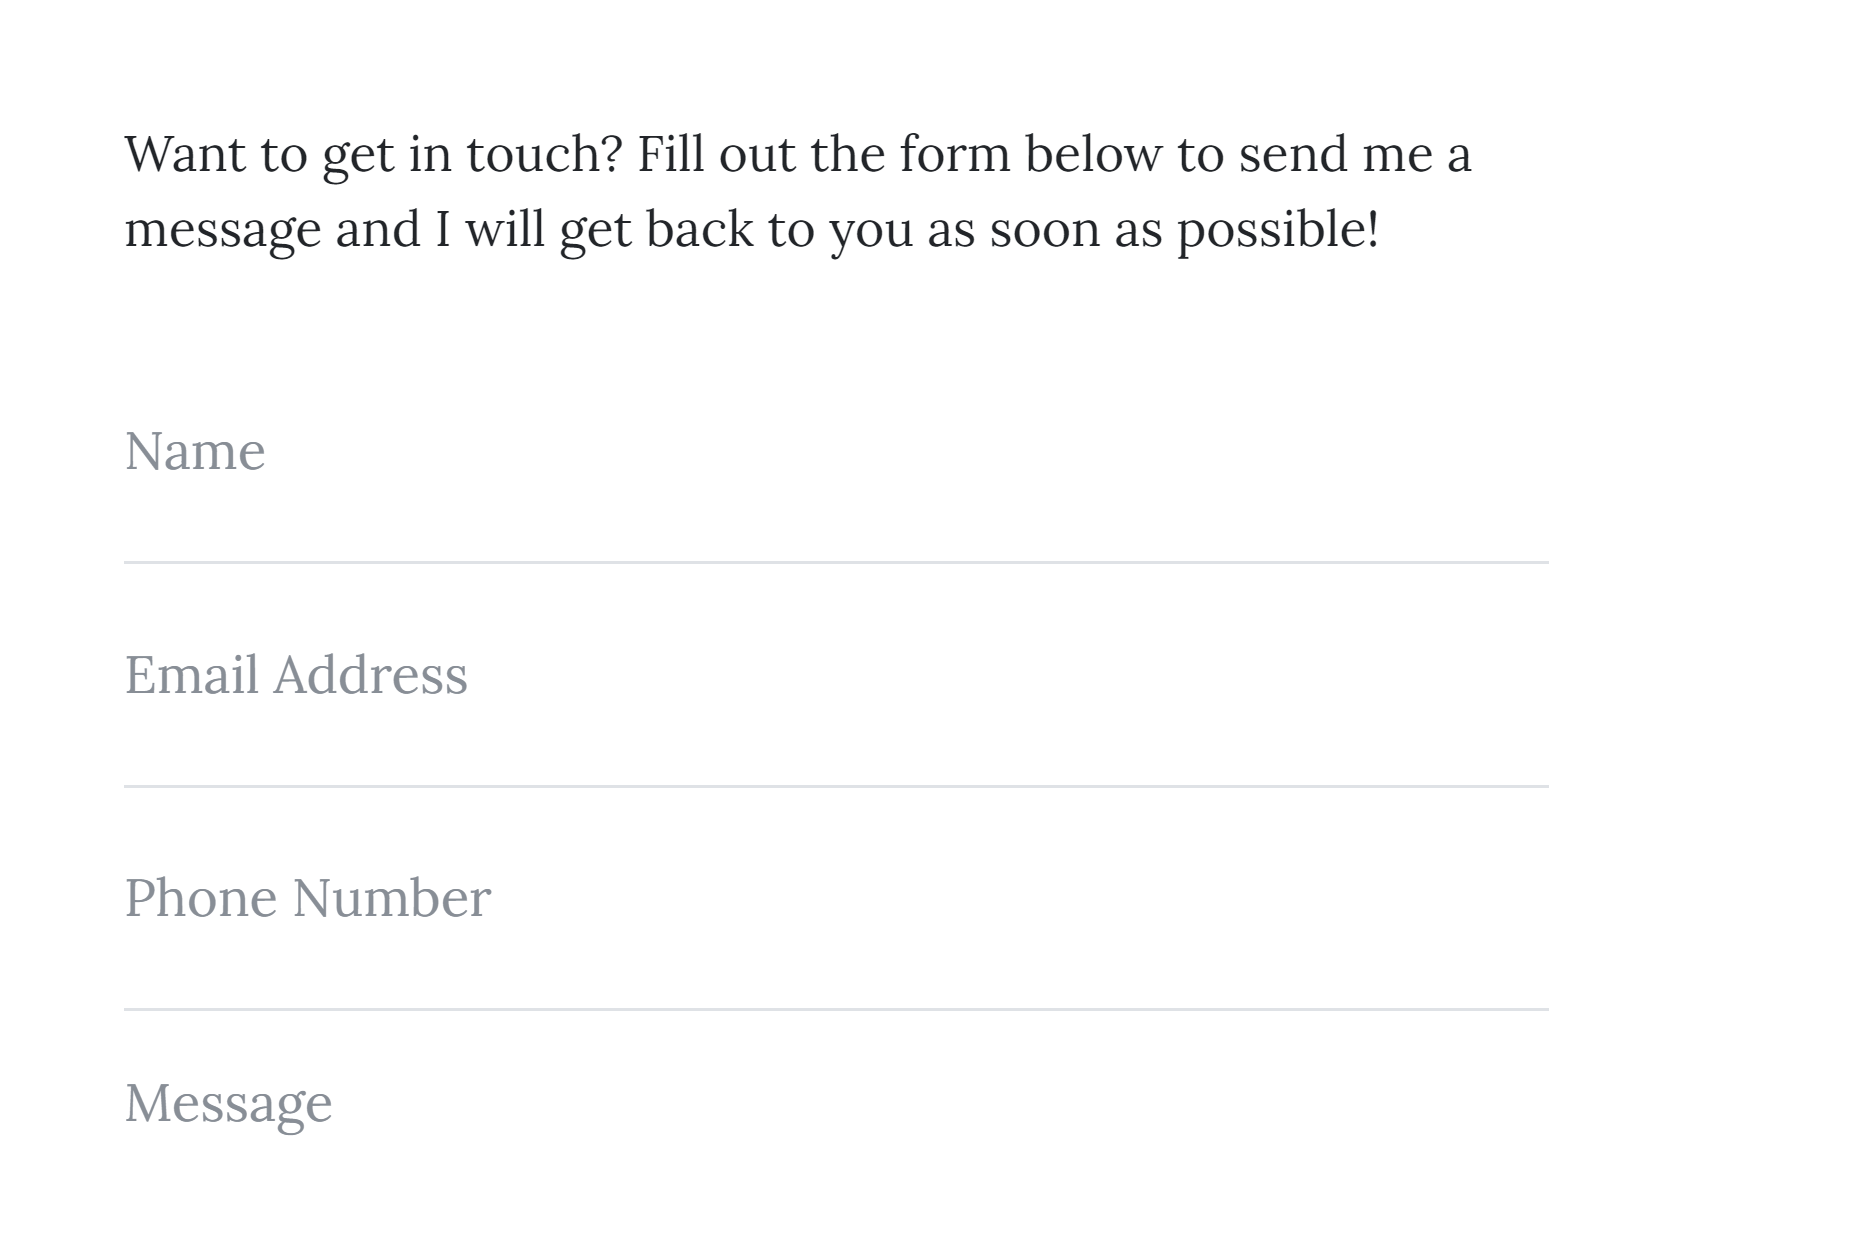 Want to get in touch? Fill out the form below to send me a
message and I will get back to you as soon as possible!
Name
Email Address
Phone Number
Message